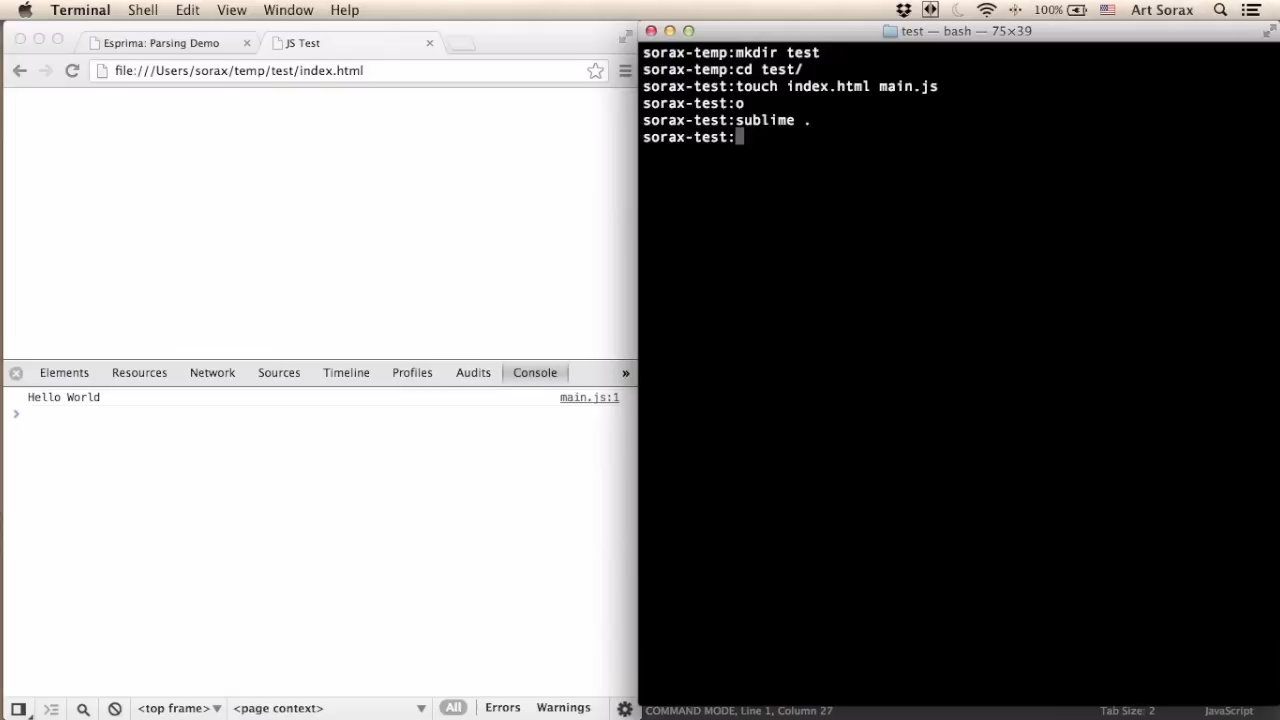 Terminal Shell Edit View Window Help 100% Art Sorax
Esprima: Parsing Demo JS Test
file:///Users/sorax/temp/test/index.html
Elements Resources Network Sources Timeline Profiles Audits Console »
Hello World main.js:1
>
<top frame> ▼ <page context> ▼ All Errors Warnings
test — bash — 75×39
sorax-temp:mkdir test
sorax-temp:cd test/
sorax-test:touch index.html main.js
sorax-test:o
sorax-test:sublime .
sorax-test:
COMMAND MODE, Line 1, Column 27 Tab Size: 2 JavaScript